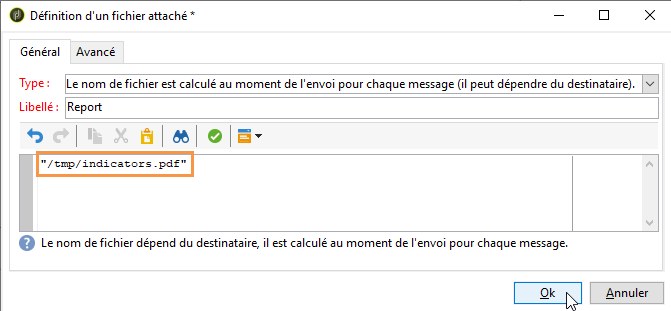 Définition d'un fichier attaché *
Général Avancé
Type : Le nom de fichier est calculé au moment de l'envoi pour chaque message (il peut dépendre du destinataire).
Libellé : Report
"/tmp/indicators.pdf"
Le nom de fichier dépend du destinataire, il est calculé au moment de l'envoi pour chaque message.
Ok Annuler